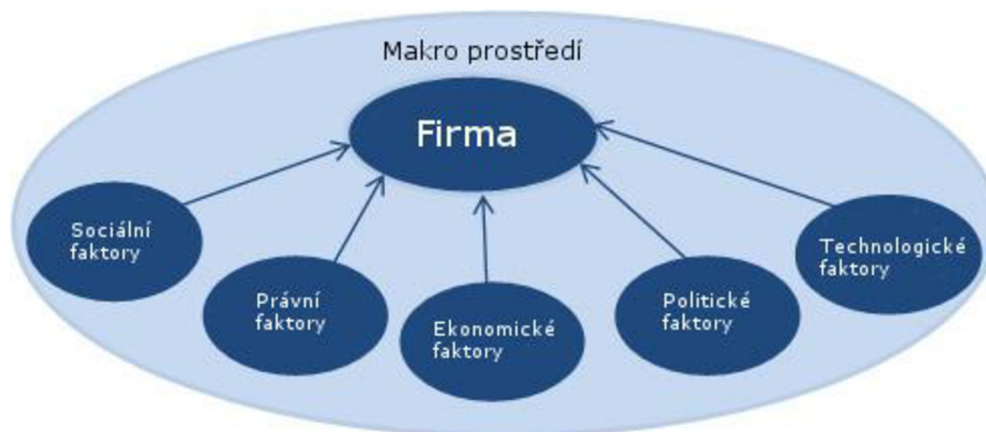 Makro prostředí
Firma
Sociální
faktory
Právní
faktory
Ekonomické
faktory
Politické
faktory
Technologické
faktory